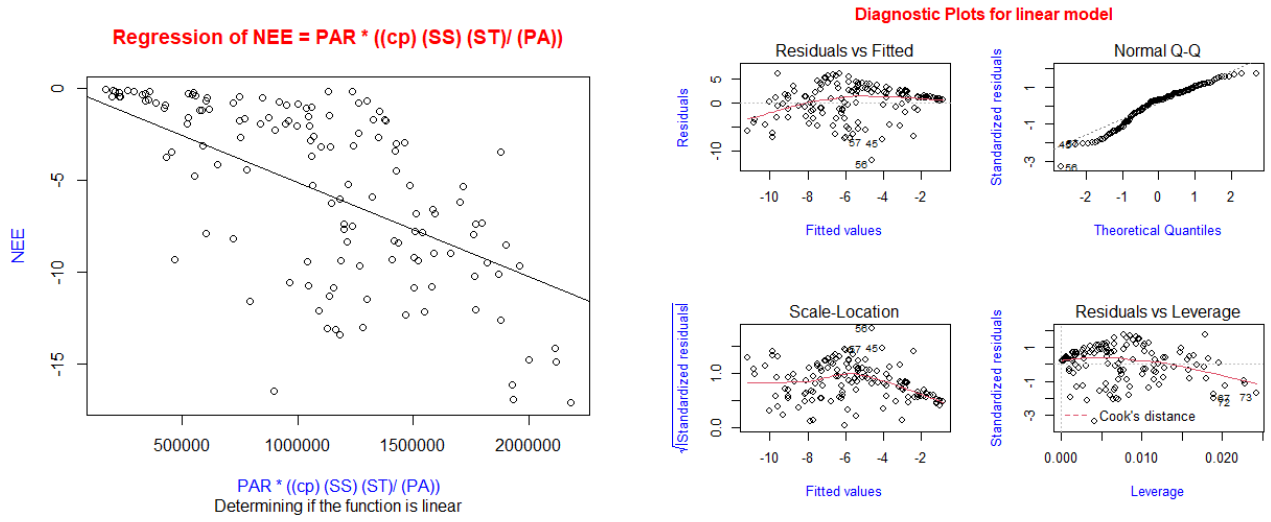 Regression of NEE = PAR * ((cp) (SS) (ST)/ (PA))
NEE
0
-5
-10
-15
500000 1000000 1500000 2000000
PAR * ((cp) (SS) (ST)/ (PA))
Determining if the function is linear
Diagnostic Plots for linear model
Residuals vs Fitted
Residuals
5
0
-10
57 45
56
-10 -8 -6 -4 -2
Fitted values
Normal Q-Q
Standardized residuals
1
-1
-3
56
-2 -1 0 1 2
Theoretical Quantiles
Scale-Location
√|Standardized residuals|
1.0
0.0
56
57 45
-10 -8 -6 -4 -2
Fitted values
Residuals vs Leverage
Standardized residuals
1
-1
-3
67 73
72
Cook's distance
0.000 0.010 0.020
Leverage